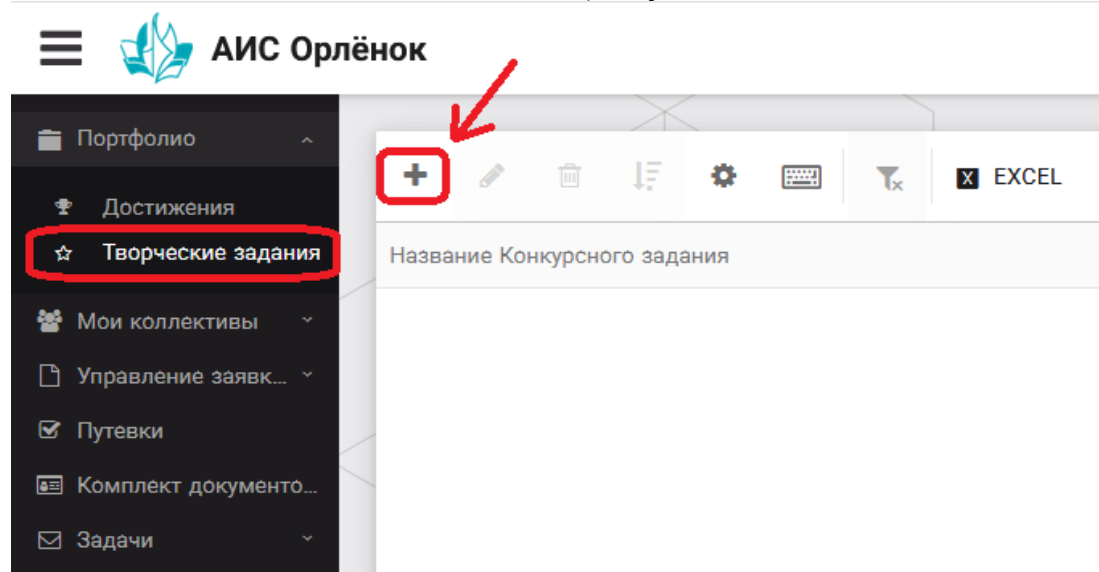 АИС Орлёнок
Портфолио
Достижения
Творческие задания
Мои коллективы
Управление заявк...
Путевки
Комплект документо...
Задачи
X EXCEL
Название Конкурсного задания